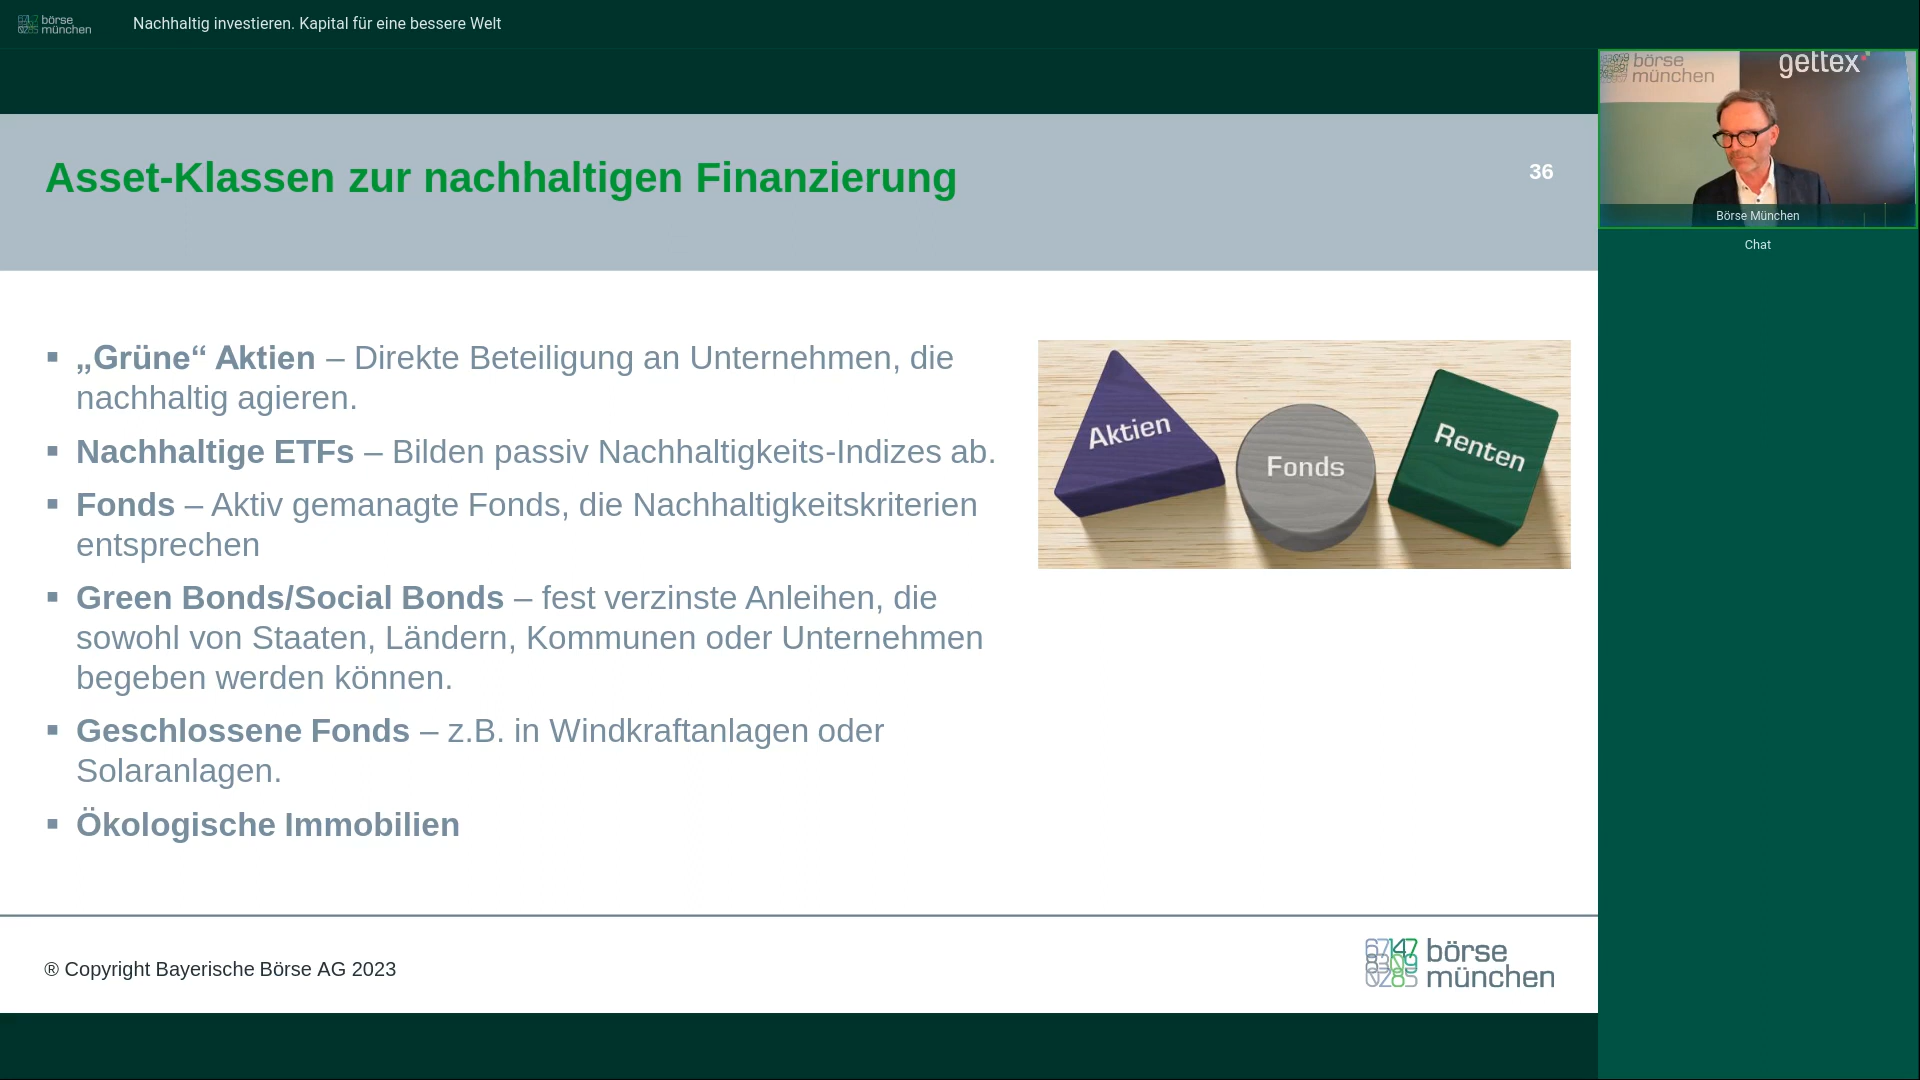 börse
münchen
Nachhaltig investieren. Kapital für eine bessere Welt
börse
münchen
gettex
Börse München
Chat
Asset-Klassen zur nachhaltigen Finanzierung
36
▪ „Grüne“ Aktien – Direkte Beteiligung an Unternehmen, die
nachhaltig agieren.
▪ Nachhaltige ETFs – Bilden passiv Nachhaltigkeits-Indizes ab.
▪ Fonds – Aktiv gemanagte Fonds, die Nachhaltigkeitskriterien
entsprechen
▪ Green Bonds/Social Bonds – fest verzinste Anleihen, die
sowohl von Staaten, Ländern, Kommunen oder Unternehmen
begeben werden können.
▪ Geschlossene Fonds – z.B. in Windkraftanlagen oder
Solaranlagen.
▪ Ökologische Immobilien
Aktien
Fonds
Renten
® Copyright Bayerische Börse AG 2023
börse
münchen